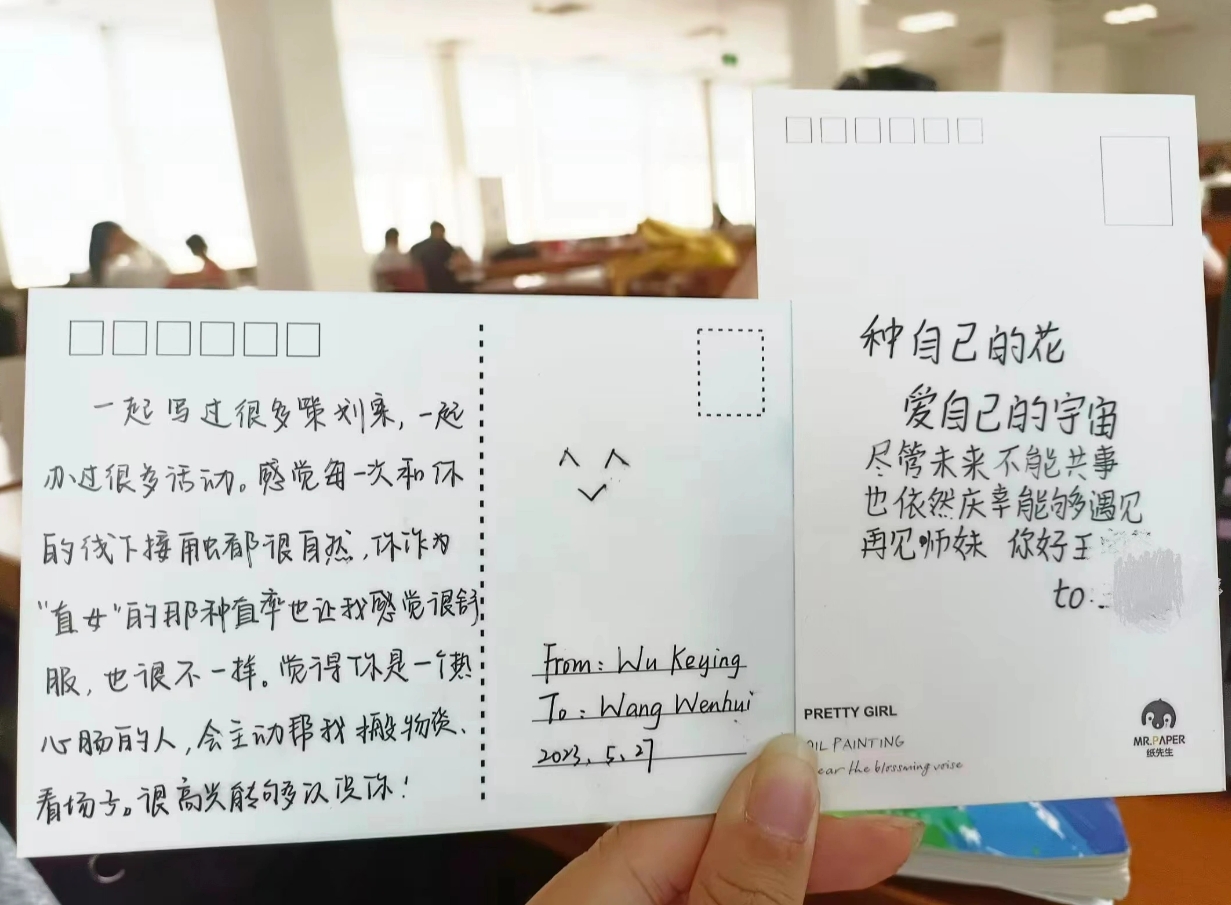 一起写过很多策划案，一起
办过很多活动。感觉每一次和你
的线下接触都很自然，你作为
“直女”的那种直率也让我感觉很舒
服，也很不一样。觉得你是一个热
心肠的人，会主动帮我搬物资、
看场子。很高兴能够多次没你！
From: Wu Keying
To: Wang Wenhui
2023.5.27
种自己的花
爱自己的宇宙
尽管未来不能共事
也依然庆幸能够遇见
再见师妹 你好王
to:
PRETTY GIRL
OIL PAINTING
ear the blossming voise
MR.PAPER
纸先生